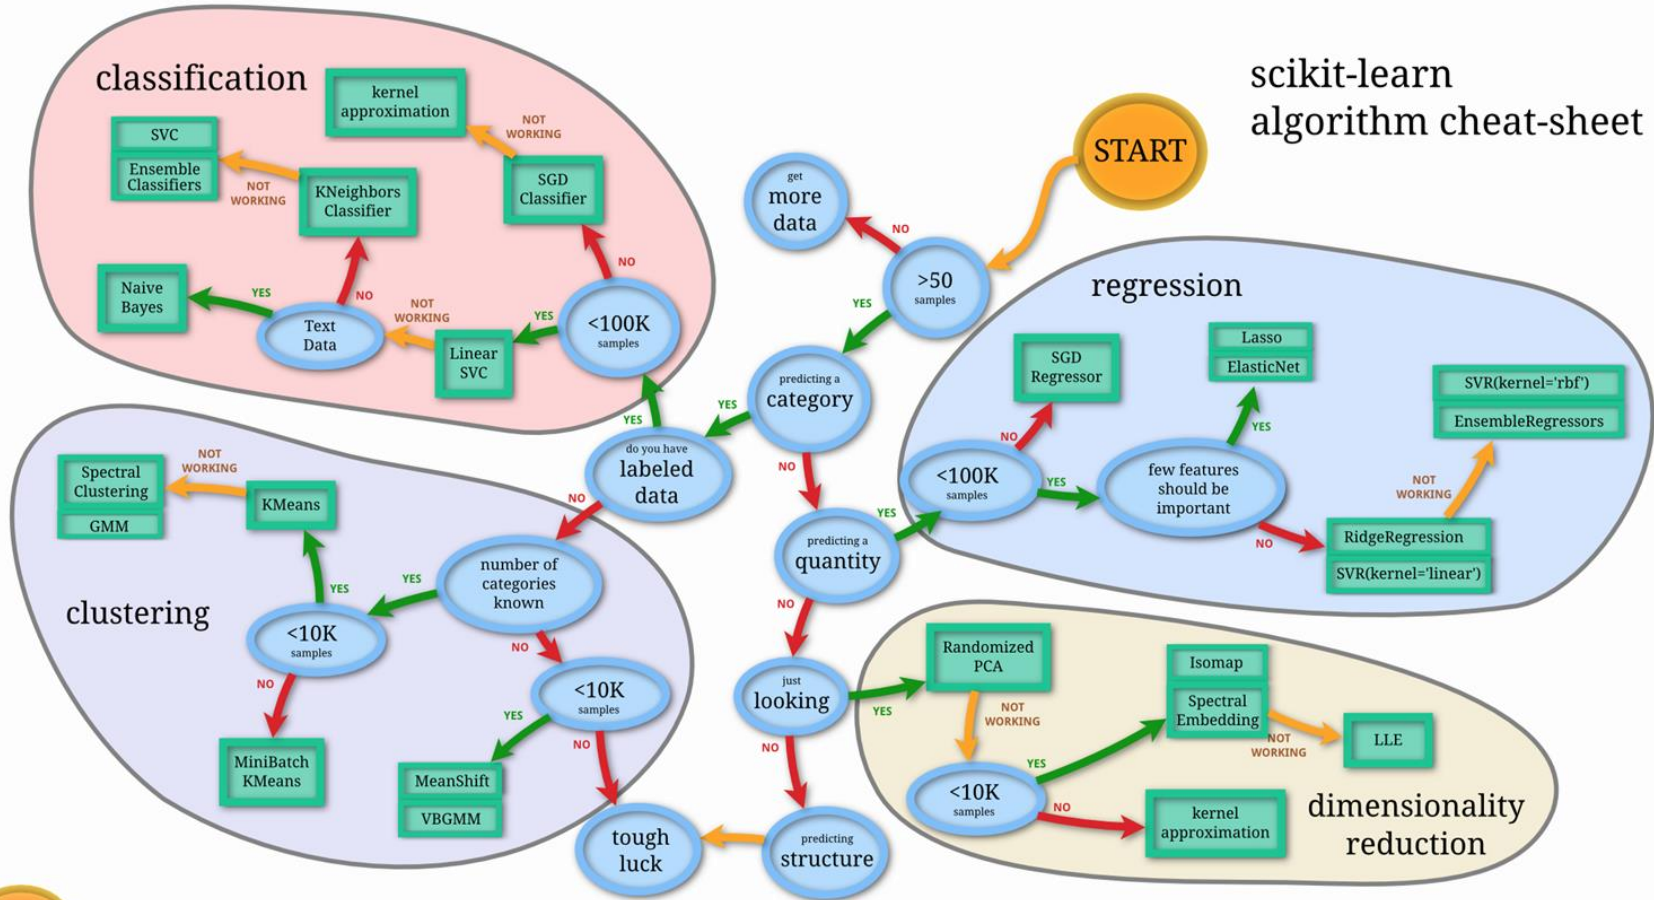 scikit-learn
algorithm cheat-sheet
START
classification
kernel
approximation
NOT
WORKING
SVC
Ensemble
Classifiers
NOT
WORKING
KNeighbors
Classifier
SGD
Classifier
NO
Naive
Bayes
YES
Text
Data
NO
NOT
WORKING
Linear
SVC
YES
<100K
samples
YES
get
more
data
NO
>50
samples
YES
predicting a
category
YES
do you have
labeled
data
NO
NO
predicting a
quantity
YES
NO
just
looking
YES
NO
predicting
structure
tough
luck
regression
SGD
Regressor
NO
<100K
samples
YES
Lasso
ElasticNet
YES
few features
should be
important
NO
SVR(kernel='rbf')
EnsembleRegressors
NOT
WORKING
RidgeRegression
SVR(kernel='linear')
clustering
Spectral
Clustering
GMM
NOT
WORKING
KMeans
YES
<10K
samples
YES
number of
categories
known
NO
NO
MiniBatch
KMeans
<10K
samples
YES
NO
MeanShift
VBGMM
dimensionality
reduction
Randomized
PCA
NOT
WORKING
<10K
samples
YES
NO
Isomap
Spectral
Embedding
NOT
WORKING
LLE
kernel
approximation